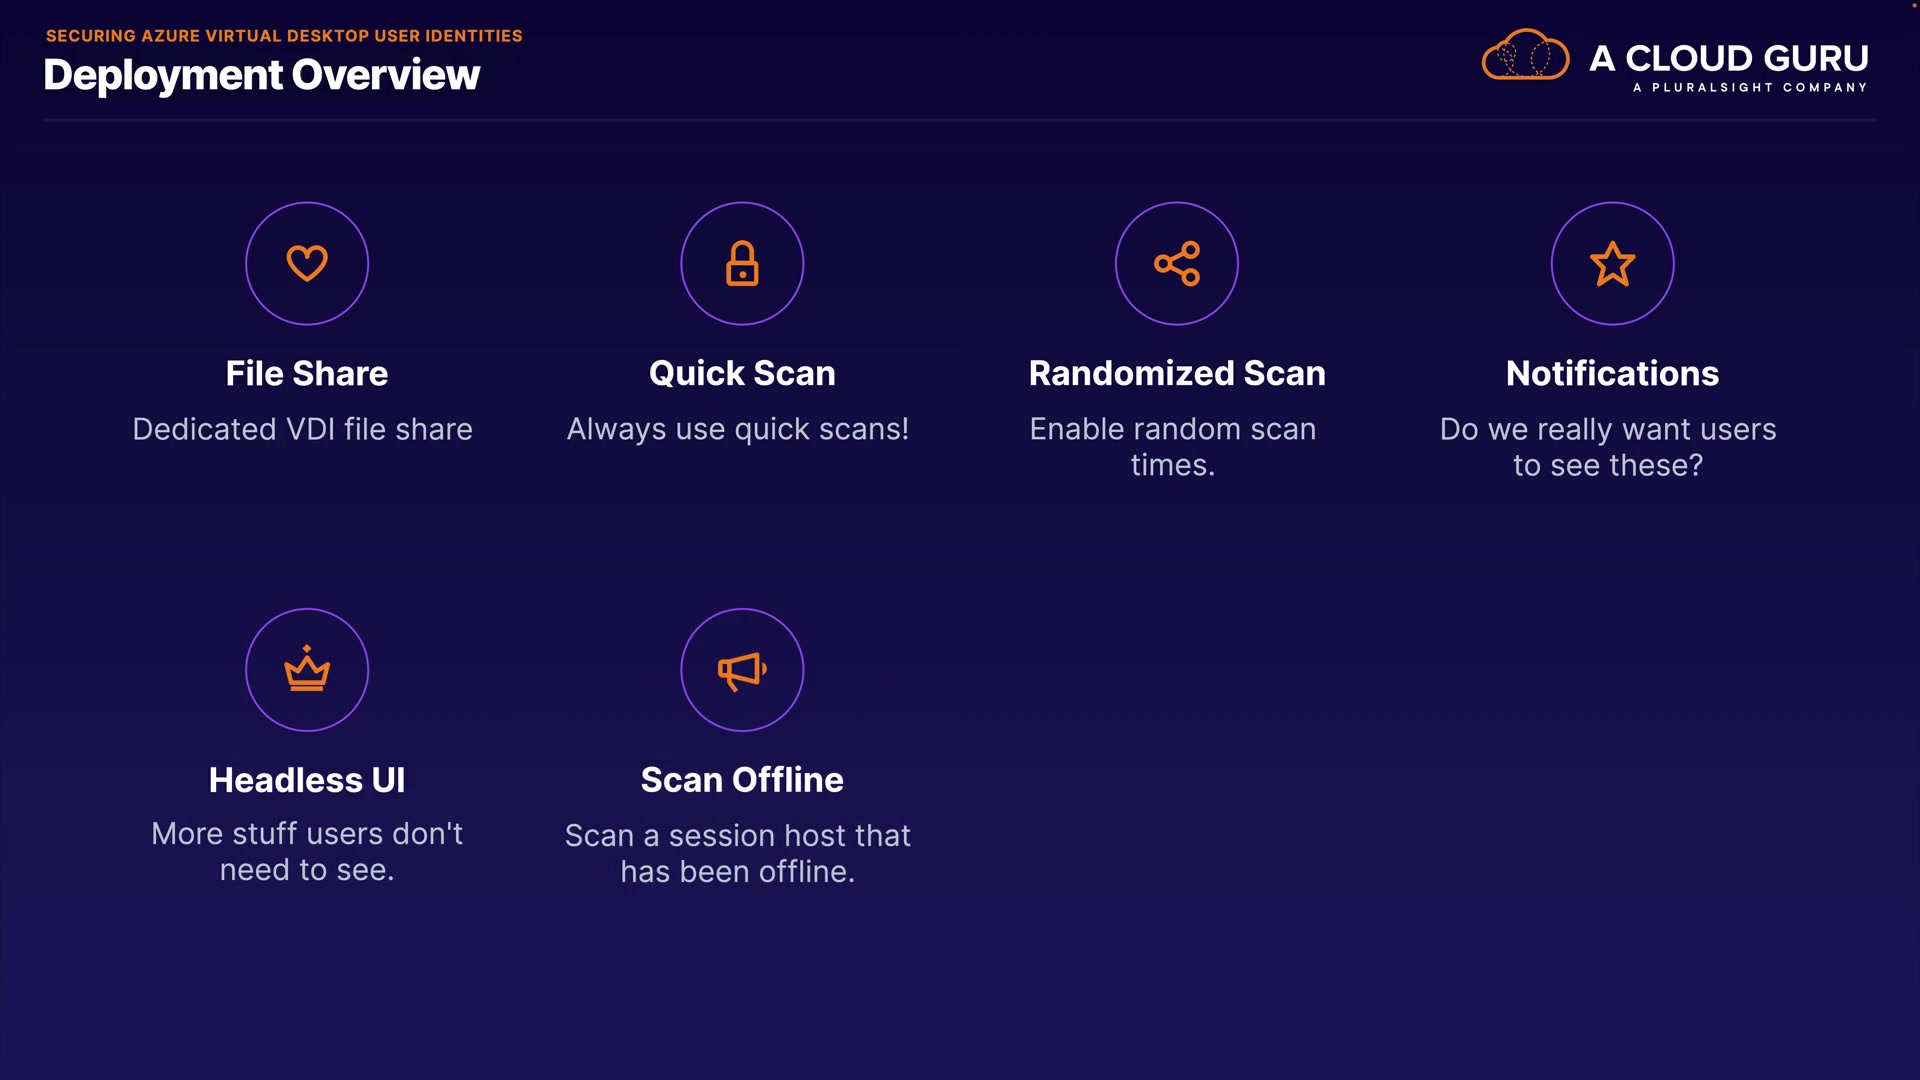 SECURING AZURE VIRTUAL DESKTOP USER IDENTITIES
Deployment Overview
A CLOUD GURU
A PLURALSIGHT COMPANY
File Share
Dedicated VDI file share
Quick Scan
Always use quick scans!
Randomized Scan
Enable random scan
times.
Notifications
Do we really want users
to see these?
Headless UI
More stuff users don't
need to see.
Scan Offline
Scan a session host that
has been offline.